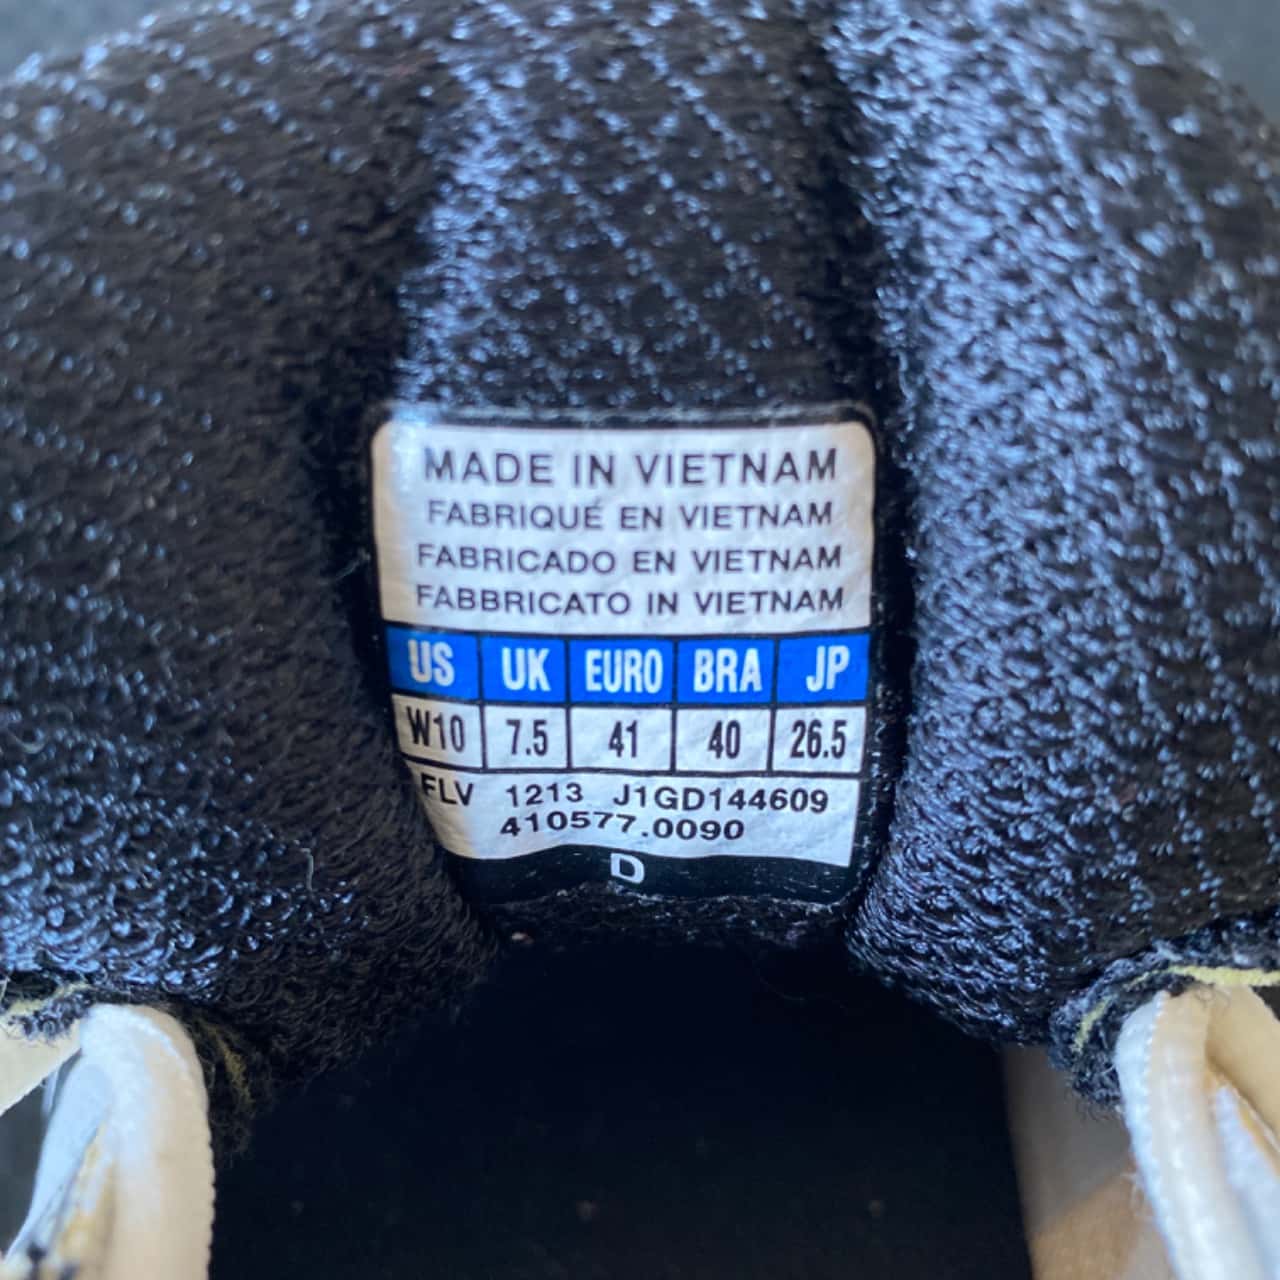 MADE IN VIETNAM
FABRIQUÉ EN VIETNAM
FABRICADO EN VIETNAM
FABBRICATO IN VIETNAM
US UK EURO BRA JP
W10 7.5 41 40 26.5
FLV 1213 J1GD144609
410577.0090
D